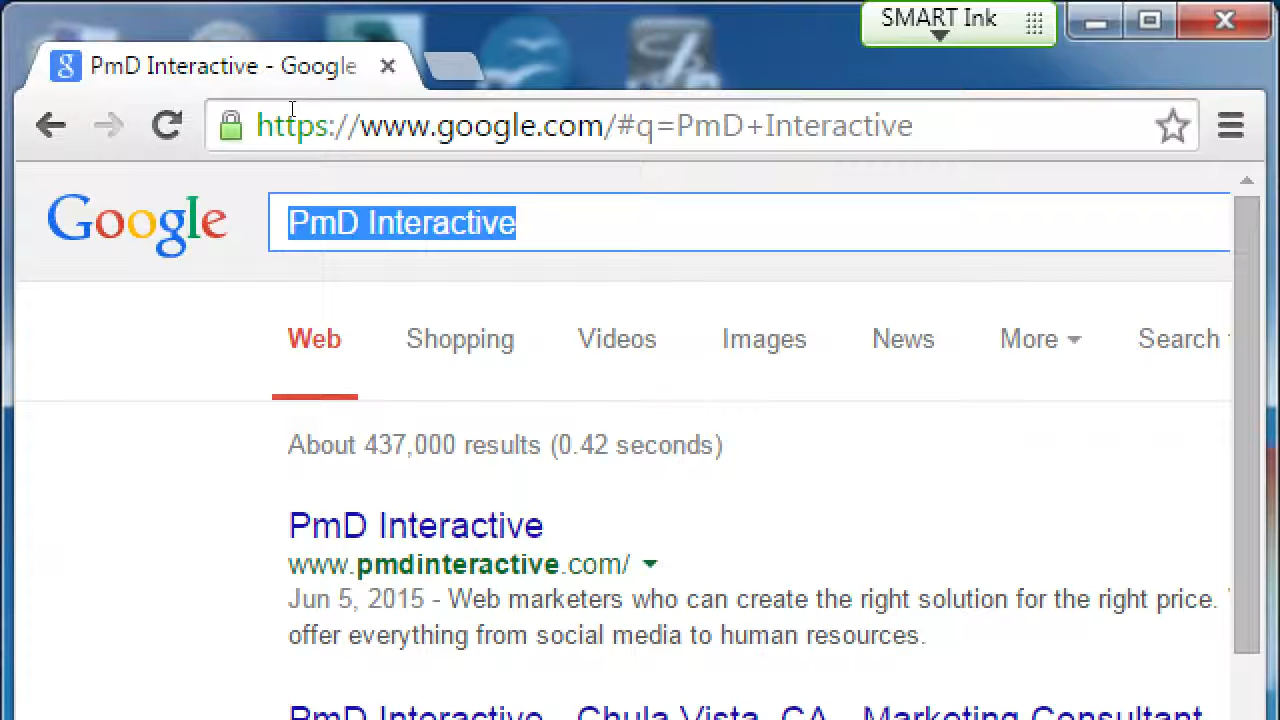 SMART Ink
PmD Interactive - Google
https://www.google.com/#q=PmD+Interactive
Google
PmD Interactive
Web Shopping Videos Images News More Search
About 437,000 results (0.42 seconds)
PmD Interactive
www.pmdinteractive.com/
Jun 5, 2015 - Web marketers who can create the right solution for the right price.
offer everything from social media to human resources.
PmD Interactive - Chula Vista, CA - Marketing Consultant